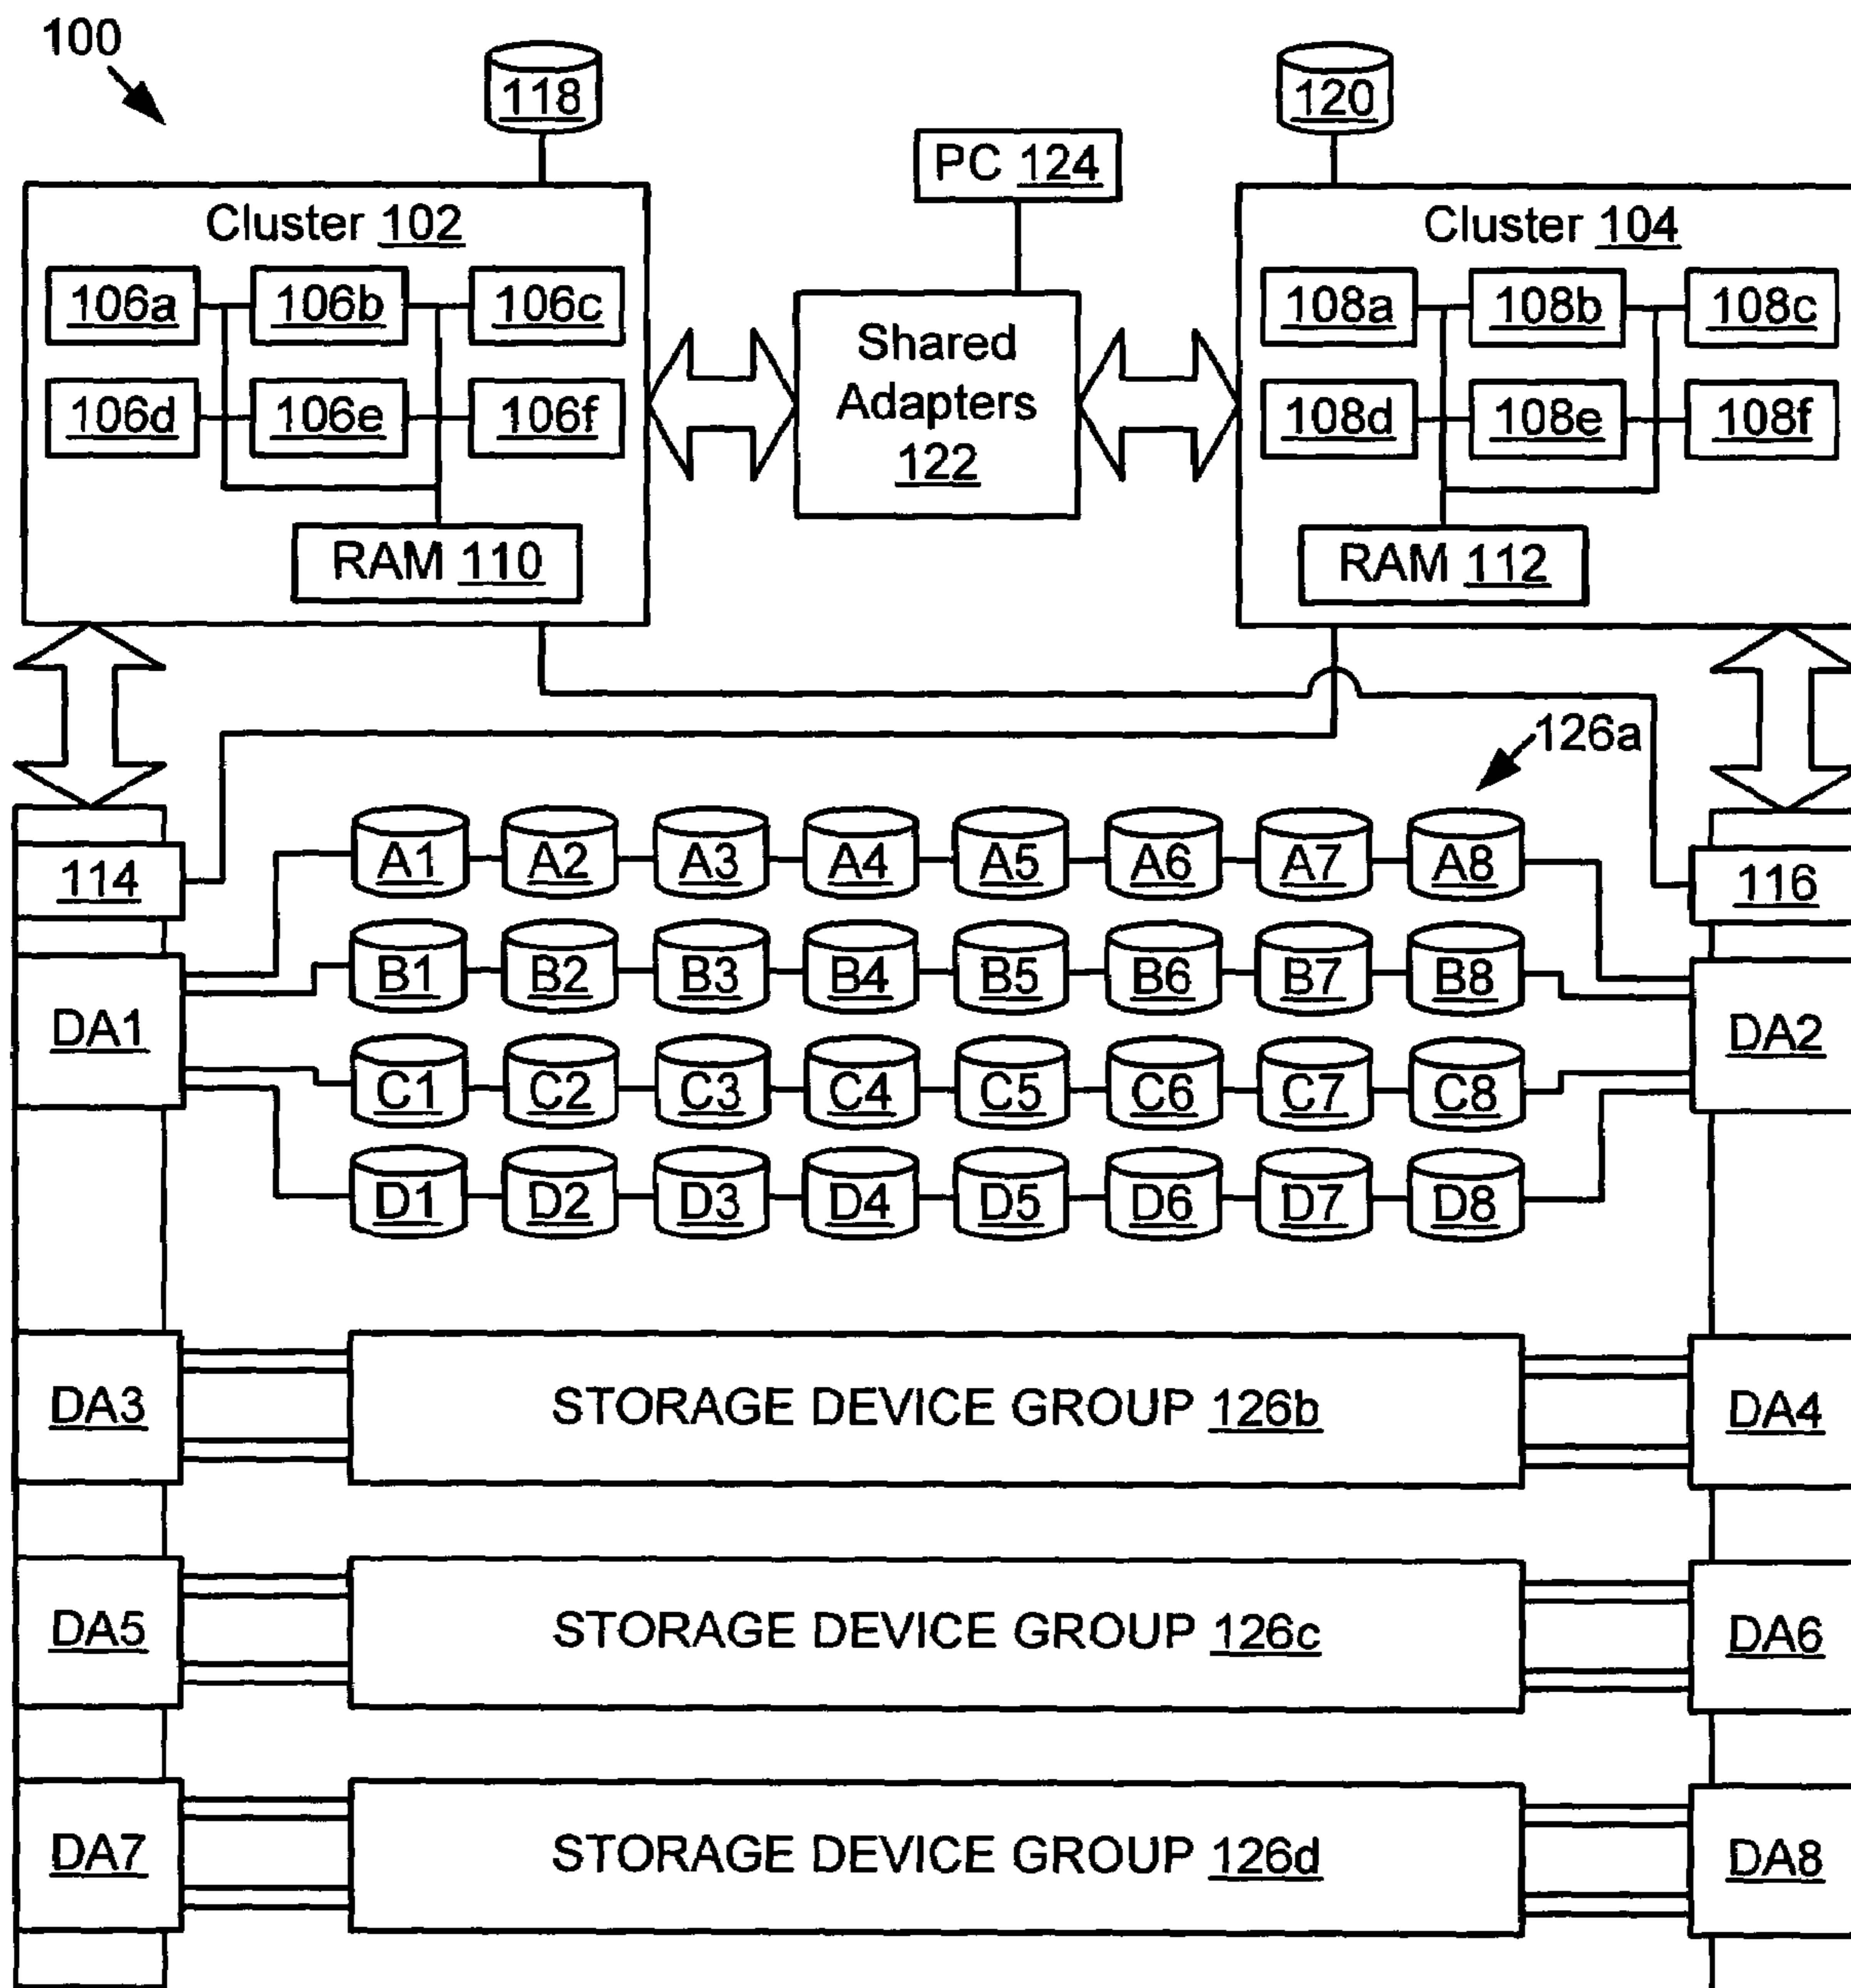 100
118
120
PC 124
Cluster 102
106a 106b 106c
106d 106e 106f
RAM 110
Shared
Adapters
122
Cluster 104
108a 108b 108c
108d 108e 108f
RAM 112
126a
114
116
A1 A2 A3 A4 A5 A6 A7 A8
B1 B2 B3 B4 B5 B6 B7 B8
DA1
DA2
C1 C2 C3 C4 C5 C6 C7 C8
D1 D2 D3 D4 D5 D6 D7 D8
DA3
STORAGE DEVICE GROUP 126b
DA4
DA5
STORAGE DEVICE GROUP 126c
DA6
DA7
STORAGE DEVICE GROUP 126d
DA8